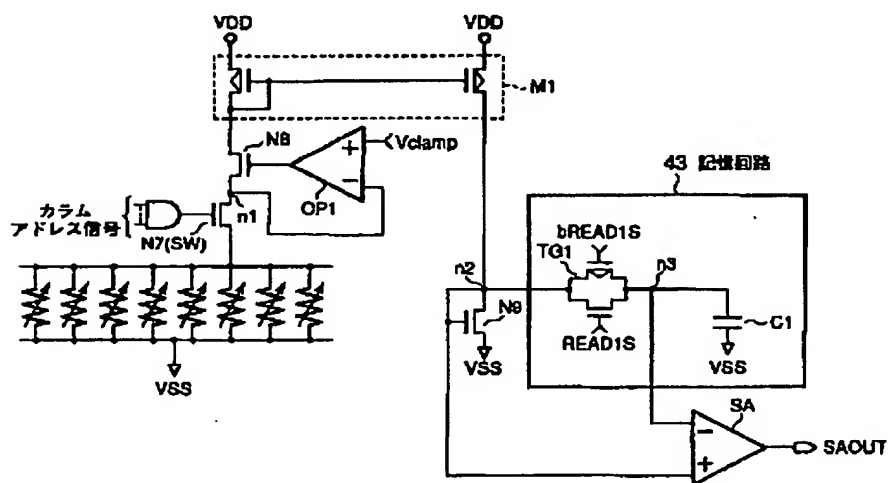 VDD
VDD
M1
N8
Vclamp
+
−
OP1
n1
カラム
アドレス信号
N7(SW)
VSS
43 記憶回路
bREAD1S
TG1
n2
n3
N9
VSS
READ1S
C1
VSS
SA
−
+
SAOUT